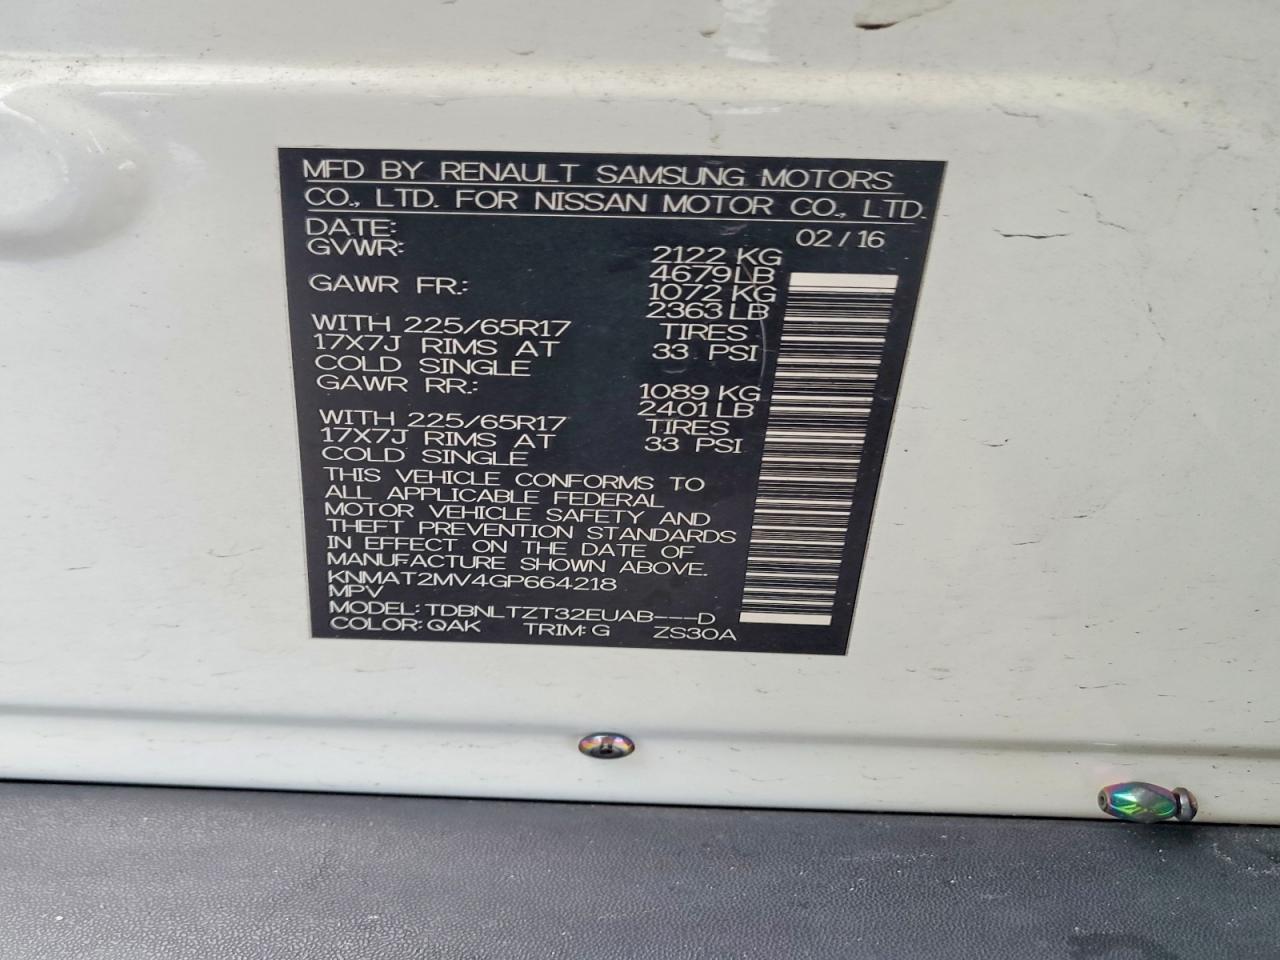 MFD BY RENAULT SAMSUNG MOTORS
CO., LTD. FOR NISSAN MOTOR CO., LTD.
DATE: 02/16
GVWR: 2122 KG
4679 LB
GAWR FR.: 1072 KG
2363 LB
WITH 225/65R17 TIRES
17X7J RIMS AT 33 PSI
COLD SINGLE
GAWR RR.: 1089 KG
2401 LB
WITH 225/65R17 TIRES
17X7J RIMS AT 33 PSI
COLD SINGLE
THIS VEHICLE CONFORMS TO
ALL APPLICABLE FEDERAL
MOTOR VEHICLE SAFETY AND
THEFT PREVENTION STANDARDS
IN EFFECT ON THE DATE OF
MANUFACTURE SHOWN ABOVE.
KNMAT2MV4GP664218
MPV
MODEL: TDBNLTZT32EUAB---D
COLOR: QAK TRIM: G ZS30A